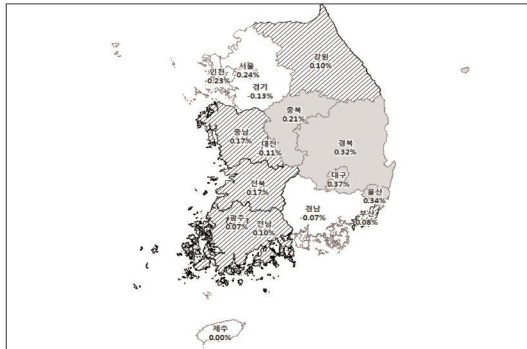 강원
0.10%
서울
-0.24%
인천
-0.23%
경기
-0.13%
충북
0.21%
충남
0.17%
대전
0.11%
경북
0.32%
대구
0.37%
울산
0.34%
전북
0.17%
경남
-0.07%
부산
0.08%
광주
0.07%
전남
0.10%
제주
0.00%